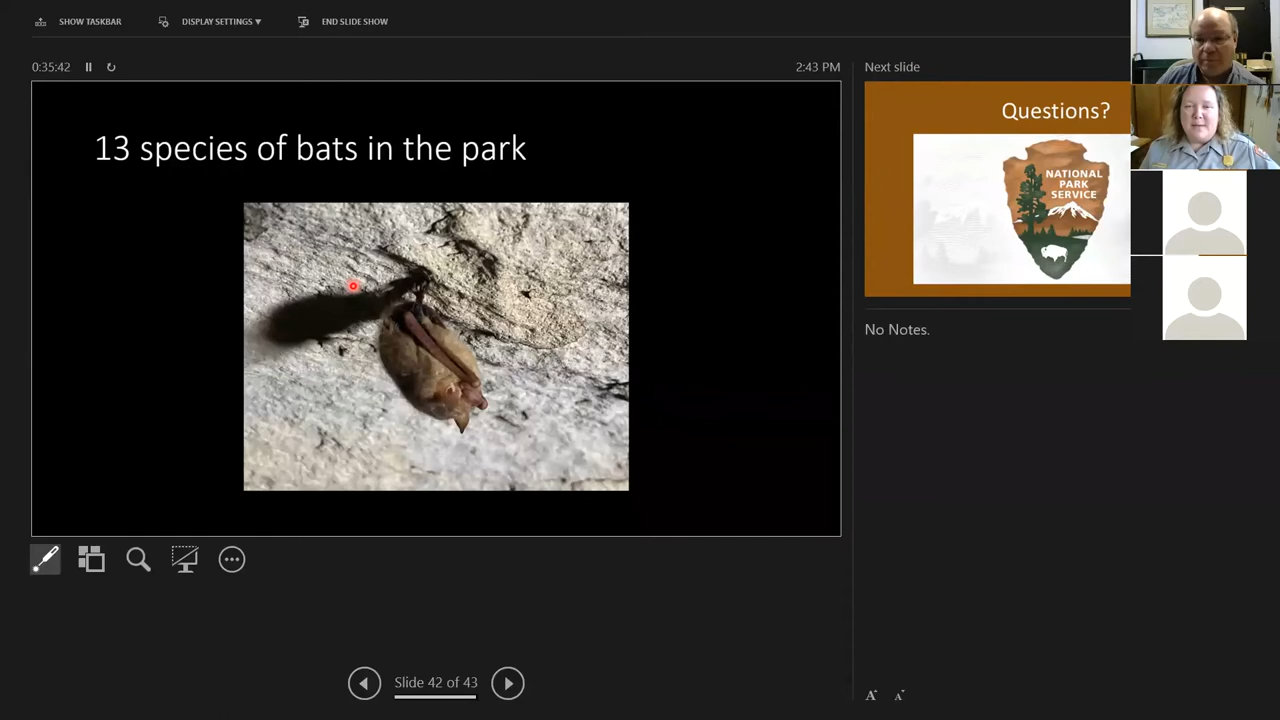 SHOW TASKBAR
DISPLAY SETTINGS ▼
END SLIDE SHOW
0:35:42
2:43 PM
Next slide
13 species of bats in the park
Questions?
NATIONAL
PARK
SERVICE
No Notes.
Slide 42 of 43
A
A